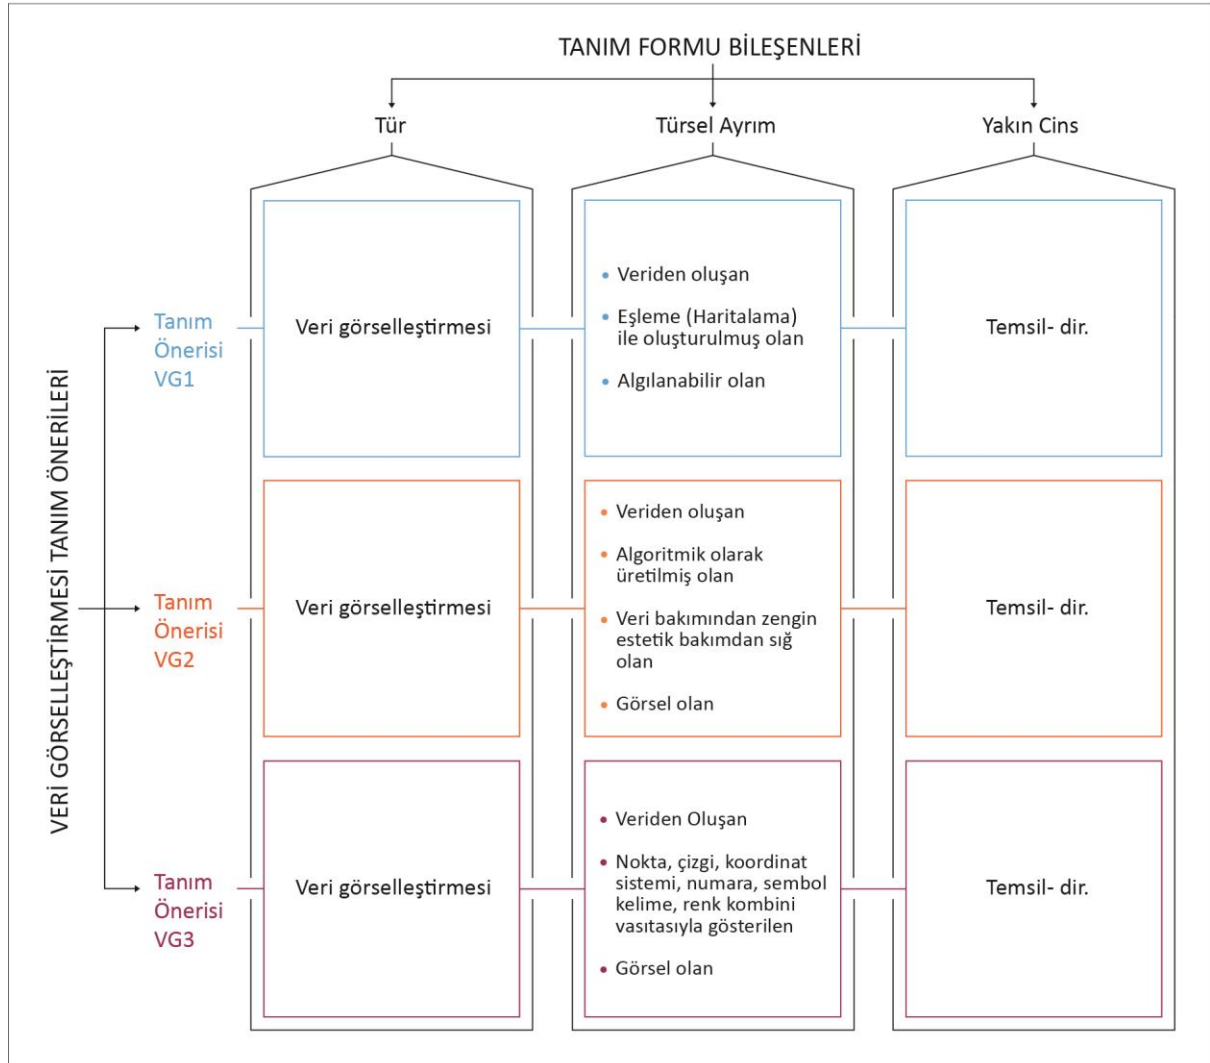 TANIM FORMU BİLEŞENLERİ
Tür
Türsel Ayrım
Yakın Cins
VERİ GÖRSELLEŞTİRMESİ TANIM ÖNERİLERİ
Tanım
Önerisi
VG1
Veri görselleştirmesi
• Veriden oluşan
• Eşleme (Haritalama)
ile oluşturulmuş olan
• Algılanabilir olan
Temsil- dir.
Tanım
Önerisi
VG2
Veri görselleştirmesi
• Veriden oluşan
• Algoritmik olarak
üretilmiş olan
• Veri bakımından zengin
estetik bakımdan sığ
olan
• Görsel olan
Temsil- dir.
Tanım
Önerisi
VG3
Veri görselleştirmesi
• Veriden Oluşan
• Nokta, çizgi, koordinat
sistemi, numara, sembol
kelime, renk kombini
vasıtasıyla gösterilen
• Görsel olan
Temsil- dir.